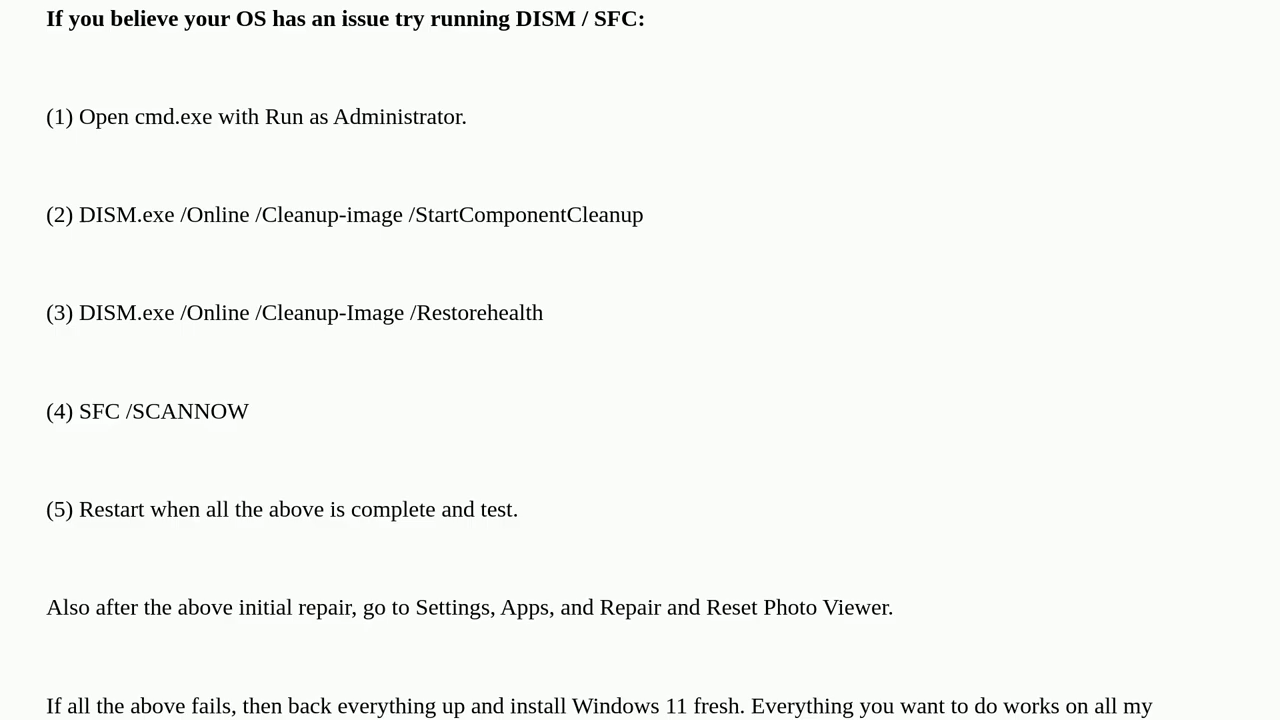 If you believe your OS has an issue try running DISM / SFC:
(1) Open cmd.exe with Run as Administrator.
(2) DISM.exe /Online /Cleanup-image /StartComponentCleanup
(3) DISM.exe /Online /Cleanup-Image /Restorehealth
(4) SFC /SCANNOW
(5) Restart when all the above is complete and test.
Also after the above initial repair, go to Settings, Apps, and Repair and Reset Photo Viewer.
If all the above fails, then back everything up and install Windows 11 fresh. Everything you want to do works on all my